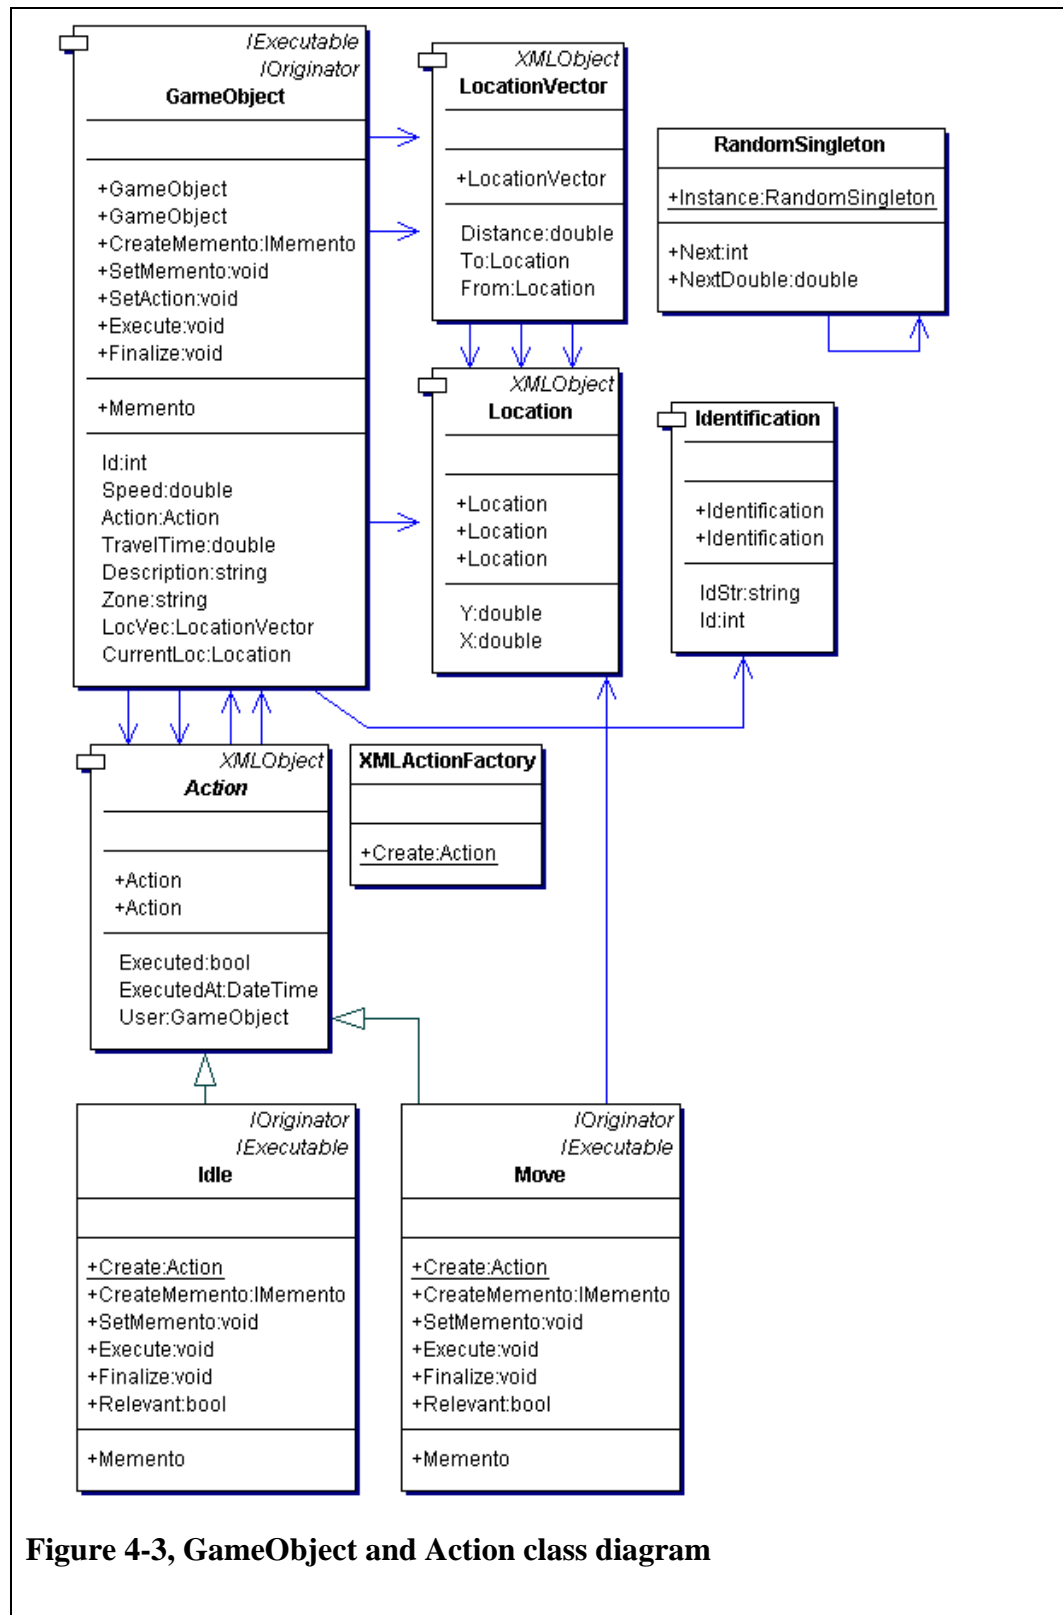 IExecutable
IOriginator
GameObject
+GameObject
+GameObject
+CreateMemento:IMemento
+SetMemento:void
+SetAction:void
+Execute:void
+Finalize:void
+Memento
Id:int
Speed:double
Action:Action
TravelTime:double
Description:string
Zone:string
LocVec:LocationVector
CurrentLoc:Location
XMLObject
LocationVector
+LocationVector
Distance:double
To:Location
From:Location
RandomSingleton
+Instance:RandomSingleton
+Next:int
+NextDouble:double
XMLObject
Location
+Location
+Location
+Location
Y:double
X:double
Identification
+Identification
+Identification
IdStr:string
Id:int
XMLObject
Action
+Action
+Action
Executed:bool
ExecutedAt:DateTime
User:GameObject
XMLActionFactory
+Create:Action
IOriginator
IExecutable
Idle
+Create:Action
+CreateMemento:IMemento
+SetMemento:void
+Execute:void
+Finalize:void
+Relevant:bool
+Memento
IOriginator
IExecutable
Move
+Create:Action
+CreateMemento:IMemento
+SetMemento:void
+Execute:void
+Finalize:void
+Relevant:bool
+Memento
Figure 4-3, GameObject and Action class diagram